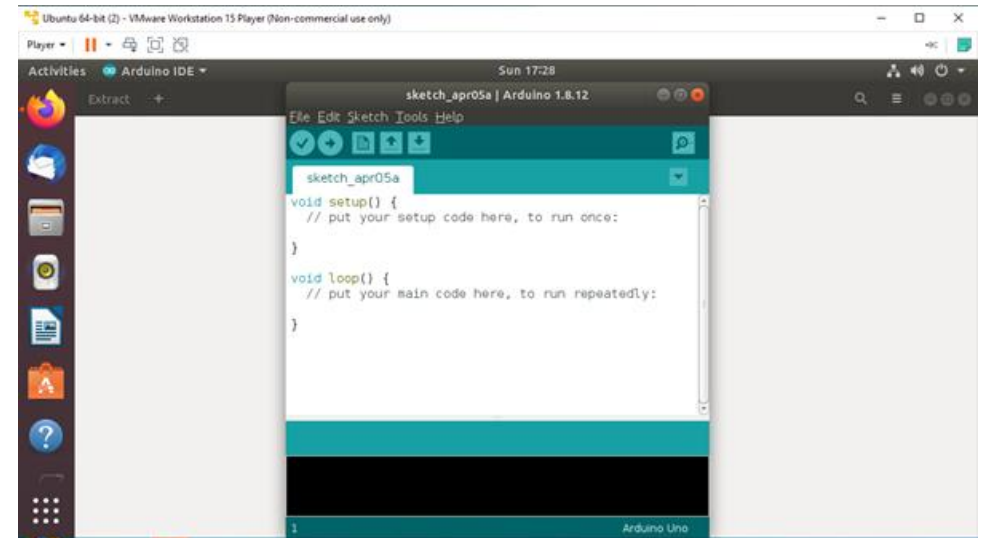 Ubuntu 64-bit (2) - VMware Workstation 15 Player (Non-commercial use only)
Player
Activities Arduino IDE Sun 17:28
Extract +
sketch_apr05a | Arduino 1.8.12
File Edit Sketch Tools Help
sketch_apr05a
void setup() {
// put your setup code here, to run once:
}
void loop() {
// put your main code here, to run repeatedly:
}
1 Arduino Uno